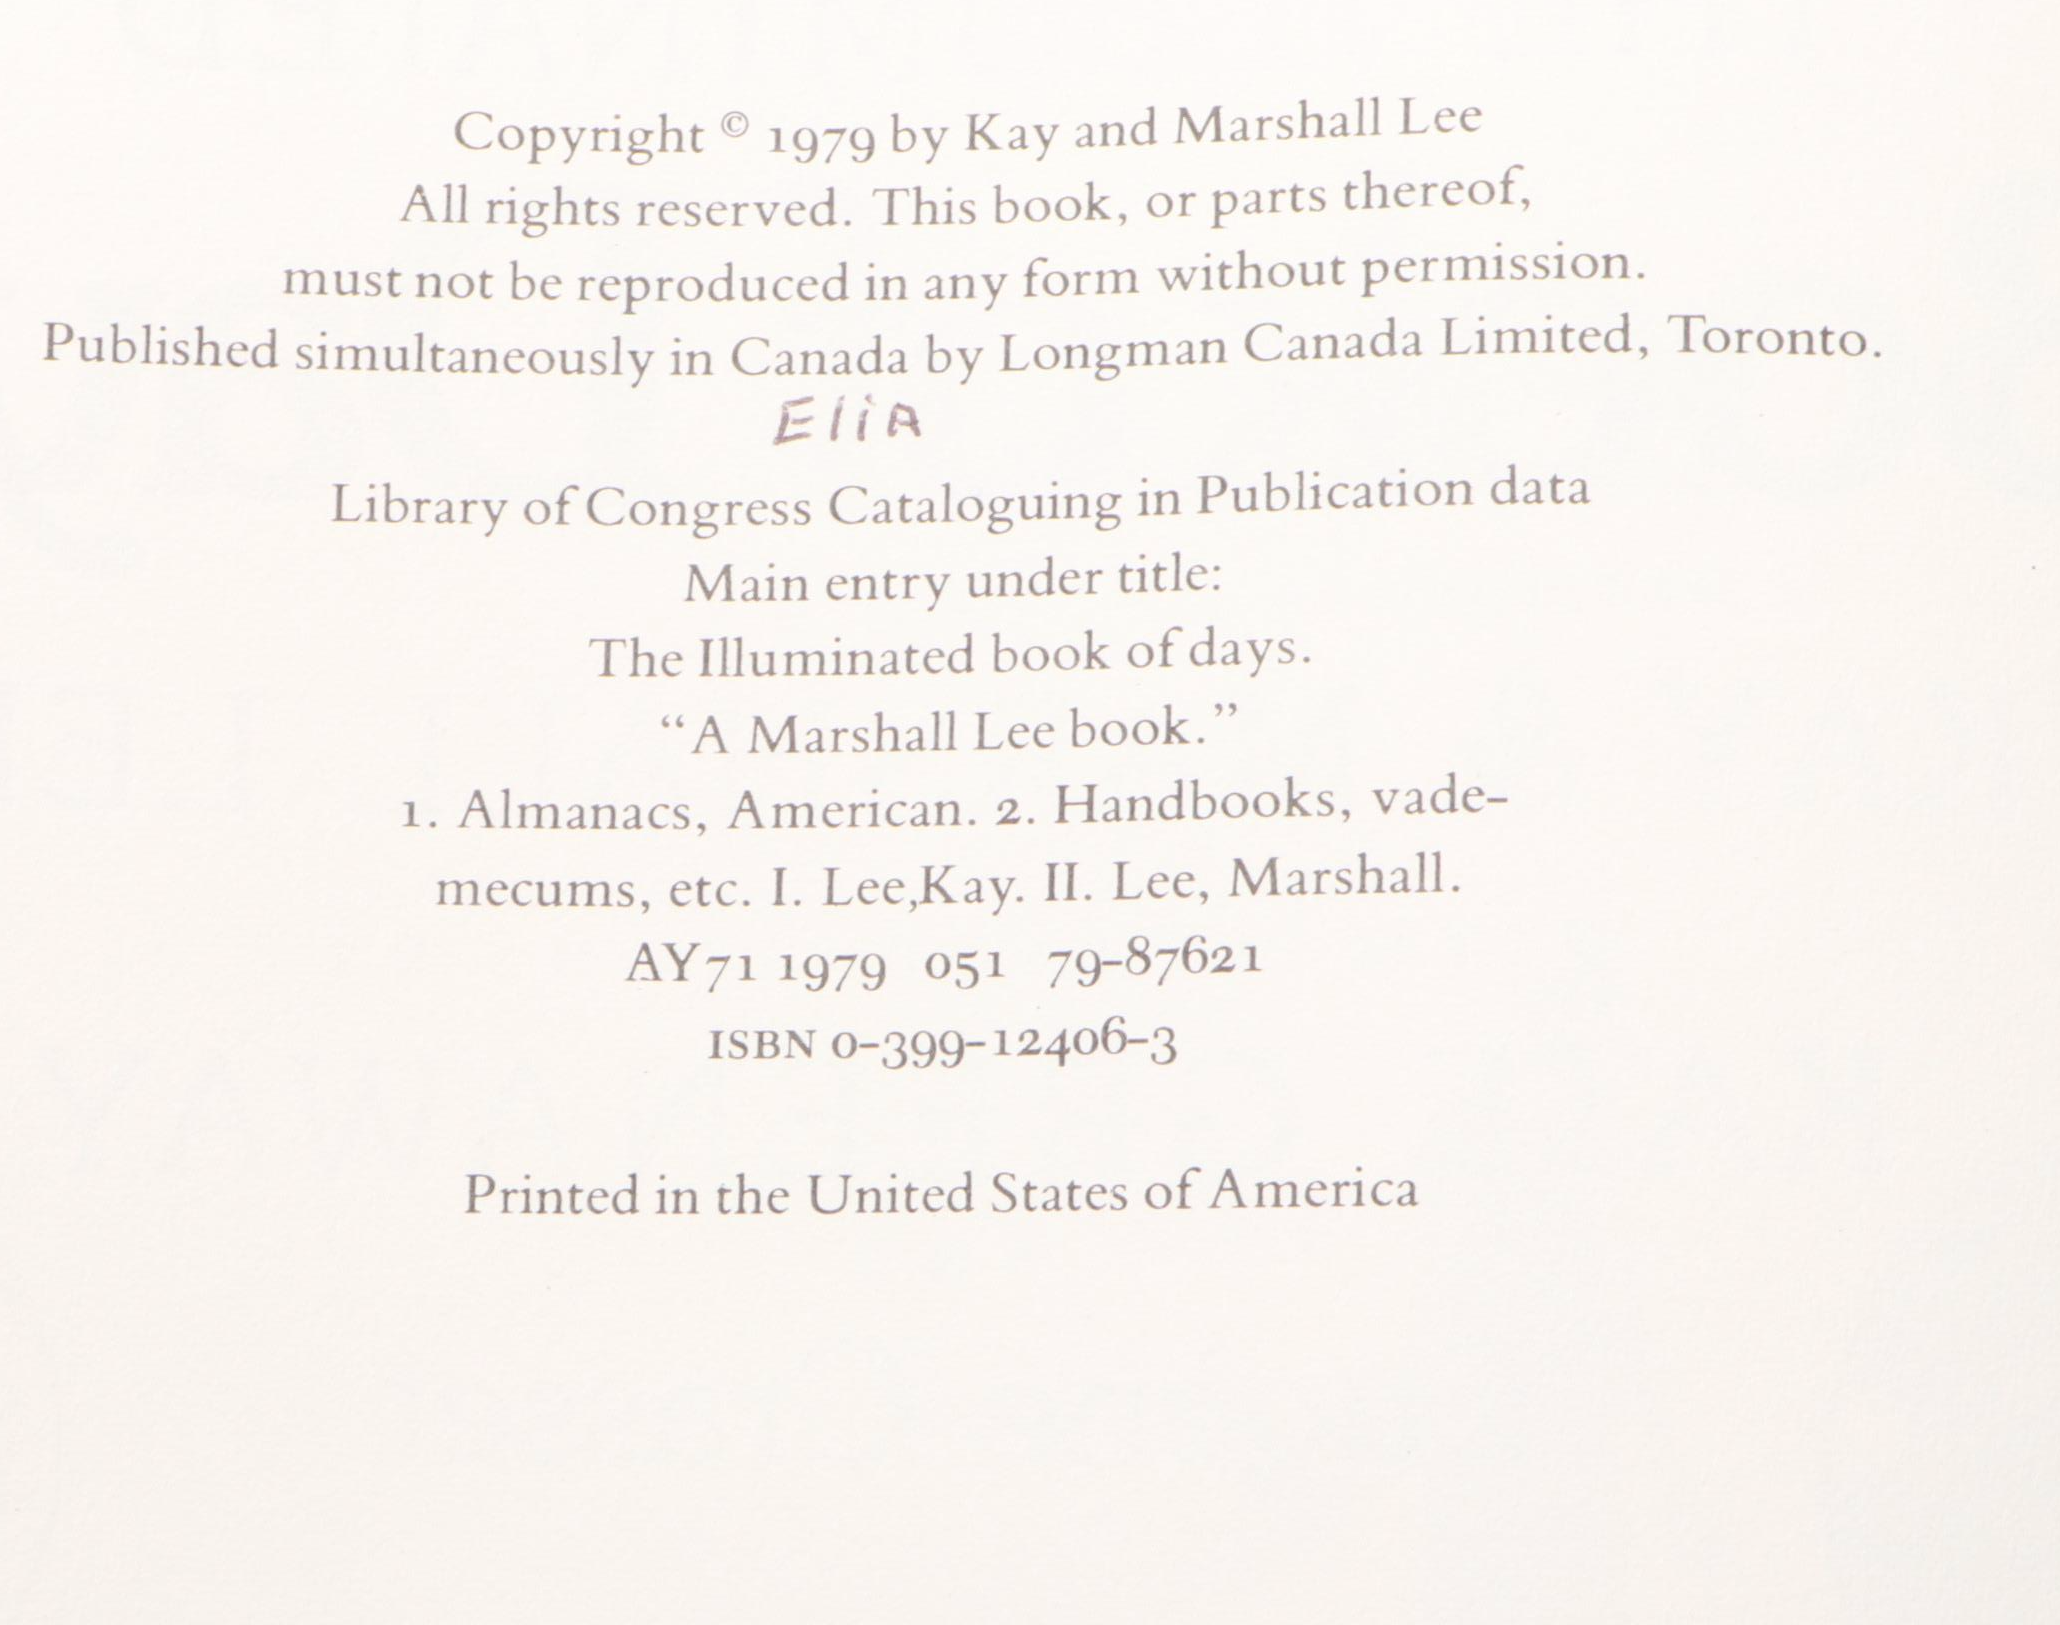 Copyright © 1979 by Kay and Marshall Lee
All rights reserved. This book, or parts thereof,
must not be reproduced in any form without permission.
Published simultaneously in Canada by Longman Canada Limited, Toronto.
EliA
Library of Congress Cataloguing in Publication data
Main entry under title:
The Illuminated book of days.
“A Marshall Lee book.”
1. Almanacs, American. 2. Handbooks, vade-
mecums, etc. I. Lee,Kay. II. Lee, Marshall.
AY71 1979 051 79-87621
ISBN 0-399-12406-3
Printed in the United States of America